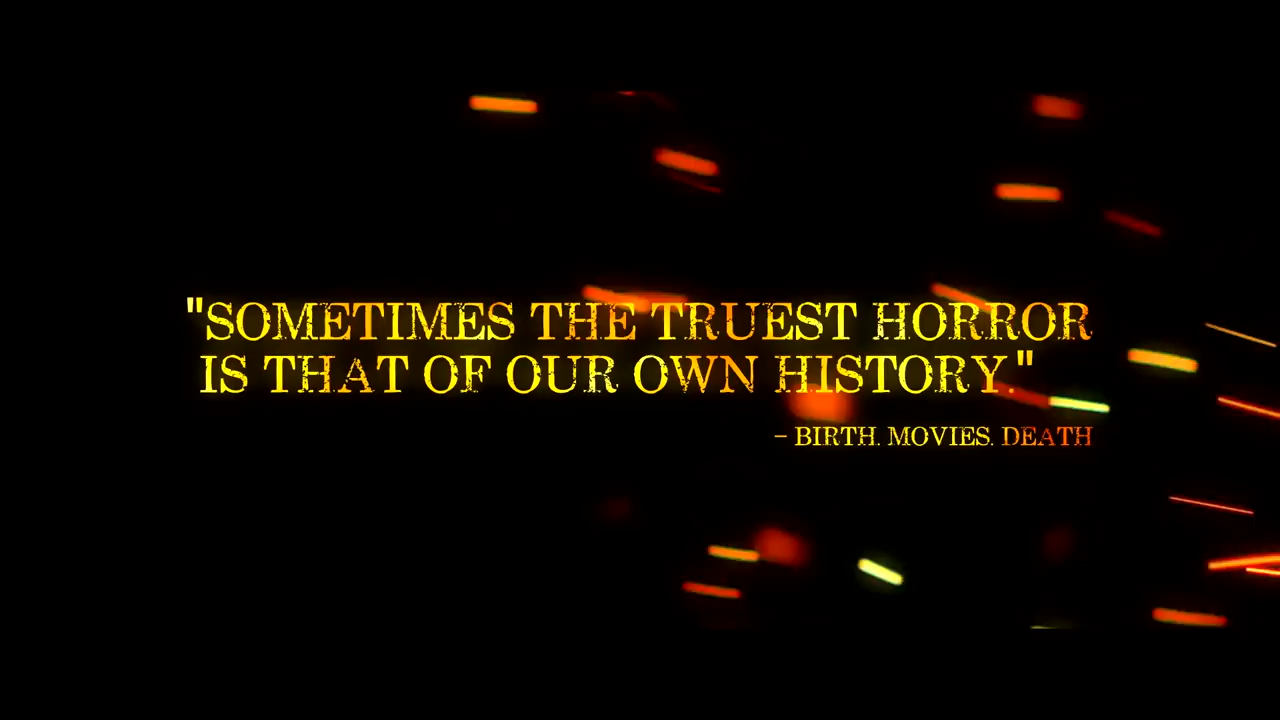 "SOMETIMES THE TRUEST HORROR
IS THAT OF OUR OWN HISTORY."
– BIRTH. MOVIES. DEATH